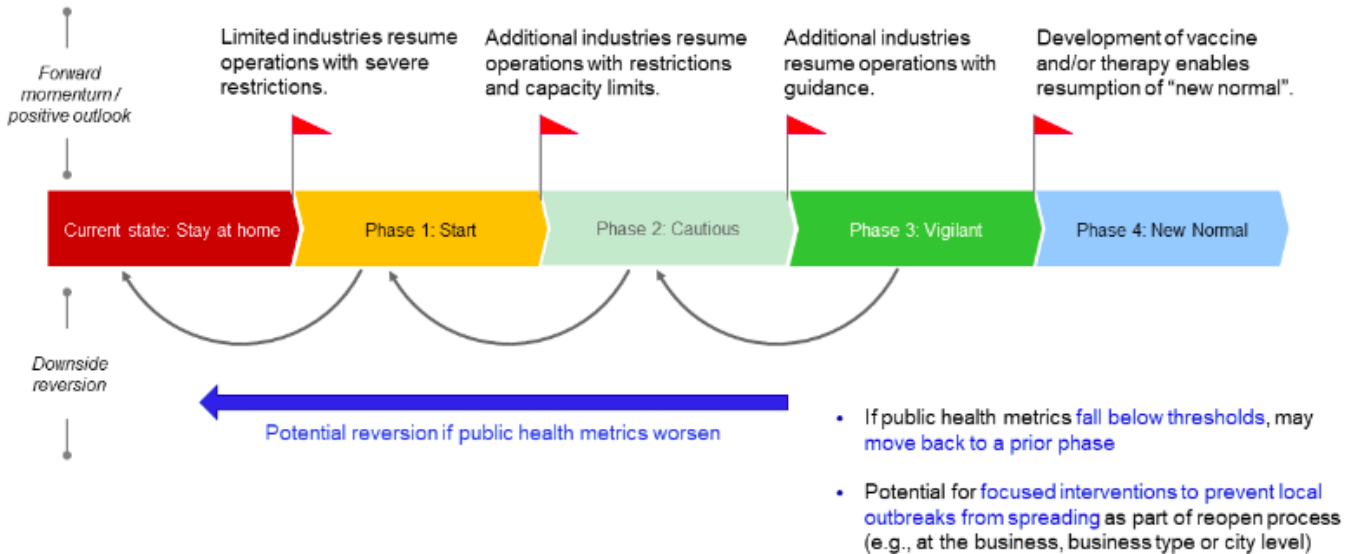 Limited industries resume
operations with severe
restrictions.
Additional industries resume
operations with restrictions
and capacity limits.
Additional industries
resume operations with
guidance.
Development of vaccine
and/or therapy enables
resumption of “new normal”.
Forward
momentum /
positive outlook
Current state: Stay at home
Phase 1: Start
Phase 2: Cautious
Phase 3: Vigilant
Phase 4: New Normal
Downside
reversion
Potential reversion if public health metrics worsen
• If public health metrics fall below thresholds, may
move back to a prior phase
• Potential for focused interventions to prevent local
outbreaks from spreading as part of reopen process
(e.g., at the business, business type or city level)